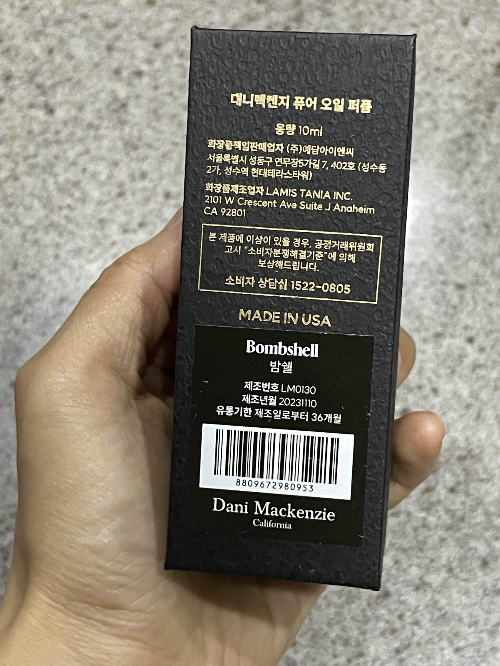 대니맥켄지 퓨어 오일 퍼퓸
용량 10ml
화장품책임판매업자 (주)예담아이엔씨
서울특별시 성동구 연무장5가길 7, 402호 (성수동
2가, 성수역 현대테라스타워)
화장품제조업자 LAMIS TANIA INC.
2101 W Crescent Ave Suite J Anaheim
CA 92801
본 제품에 이상이 있을 경우, 공정거래위원회
고시 "소비자분쟁해결기준"에 의해
보상해드립니다.
소비자 상담실 1522-0805
MADE IN USA
Bombshell
밤쉘
제조번호 LM0130
제조년월 20231110
유통기한 제조일로부터 36개월
8809672980953
Dani Mackenzie
California